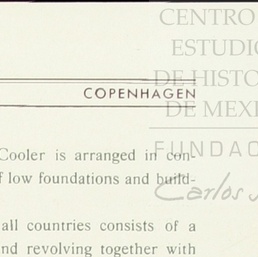 CENTRO
ESTUDIO
DE HISTO
DE MEXI
COPENHAGEN
FUNDAC
Carlos
Cooler is arranged in con-
f low foundations and build-
all countries consists of a
nd revolving together with